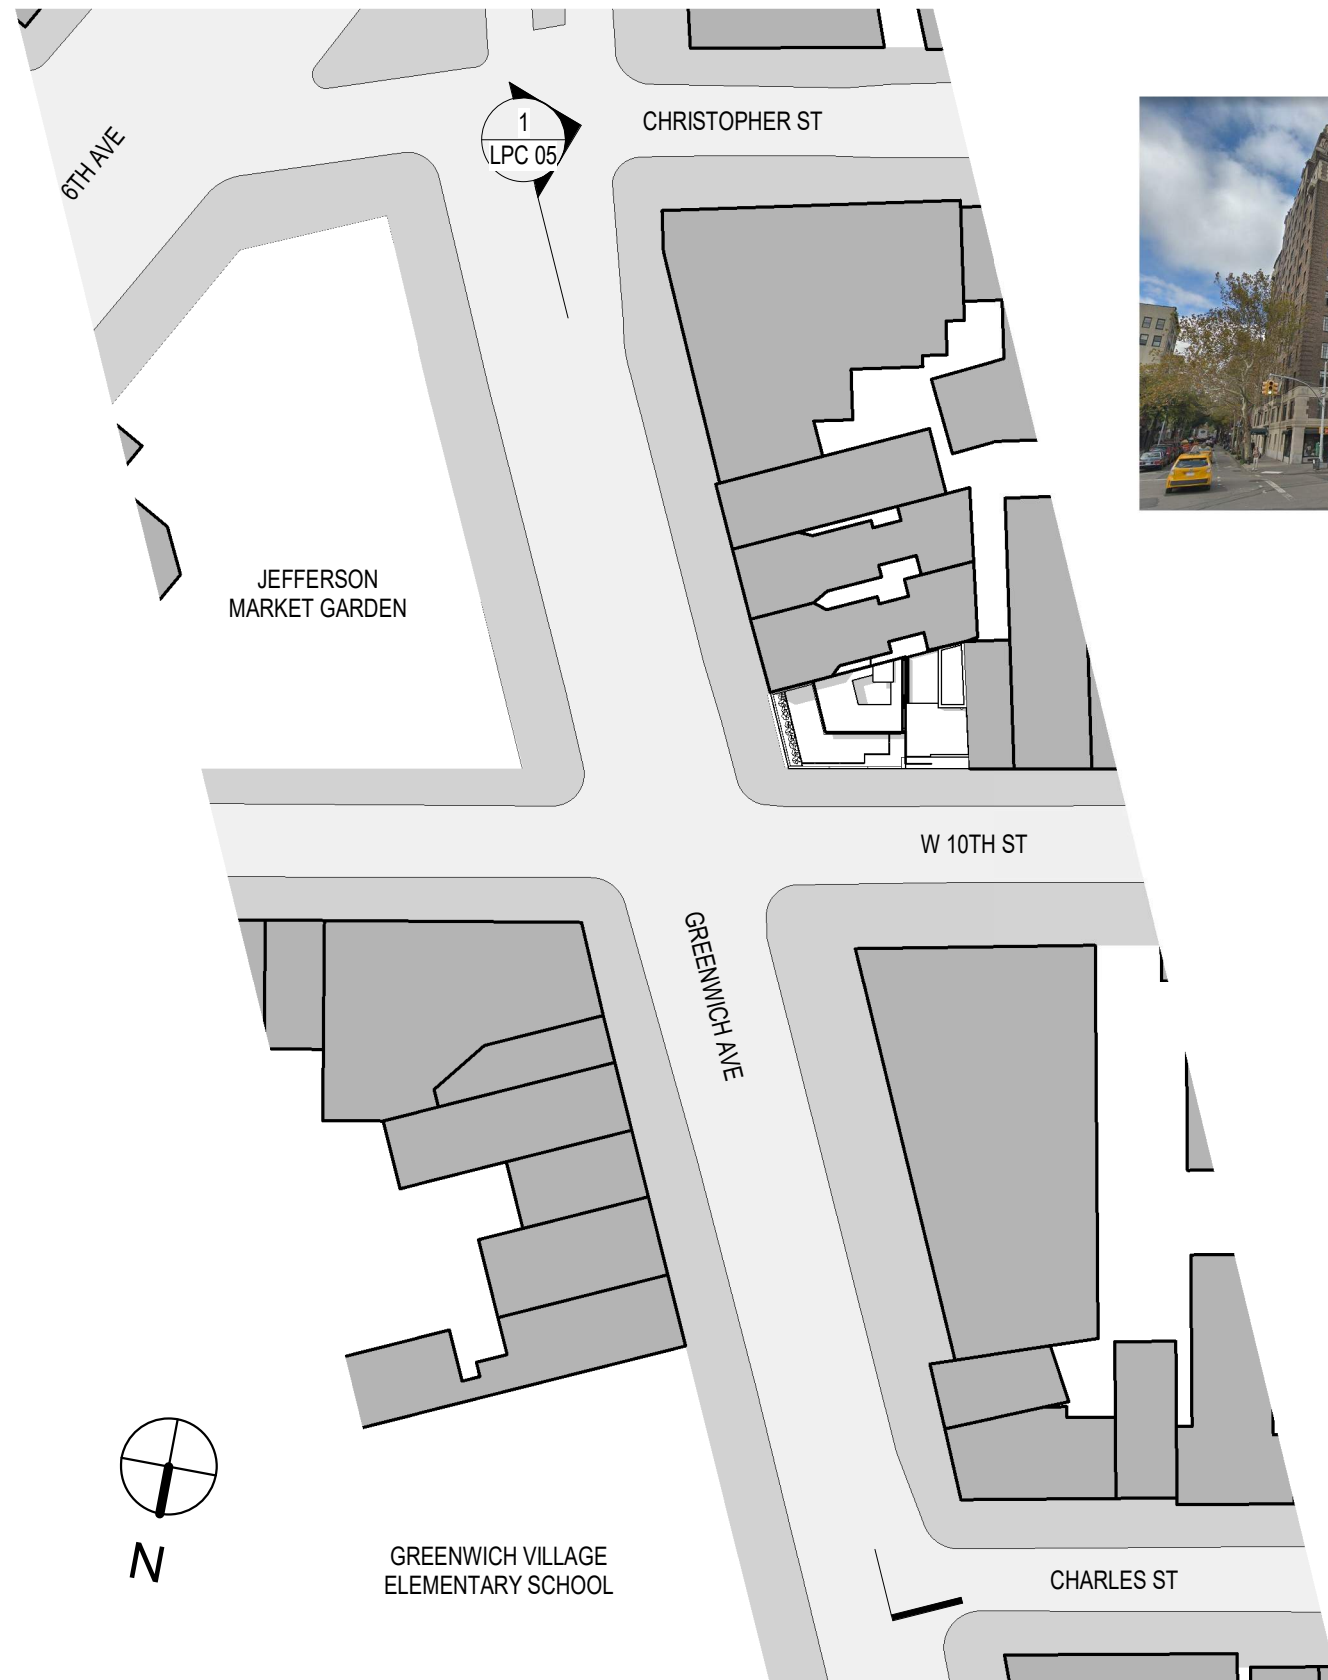 1
LPC 05
CHRISTOPHER ST
6TH AVE
JEFFERSON
MARKET GARDEN
W 10TH ST
GREENWICH AVE
N
GREENWICH VILLAGE
ELEMENTARY SCHOOL
CHARLES ST